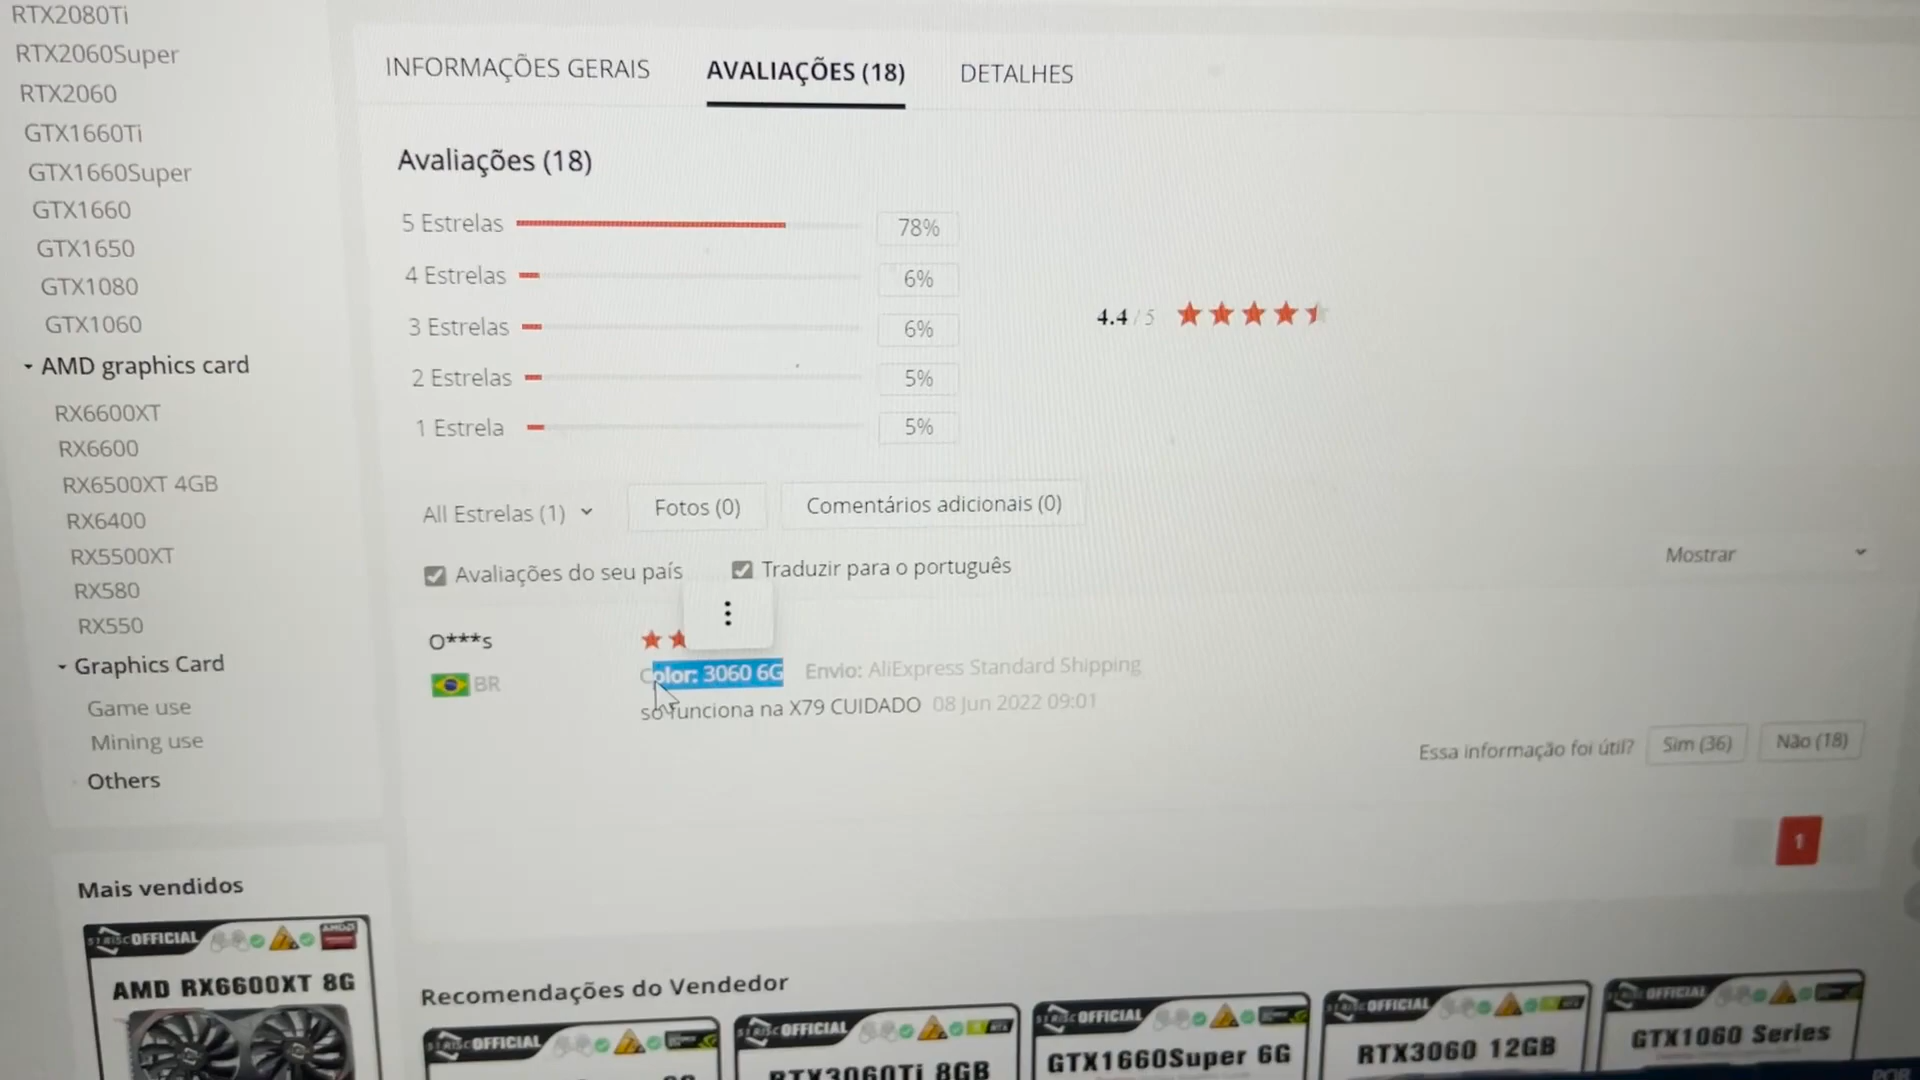 RTX2080Ti
RTX2060Super
RTX2060
GTX1660Ti
GTX1660Super
GTX1660
GTX1650
GTX1080
GTX1060
AMD graphics card
RX6600XT
RX6600
RX6500XT 4GB
RX6400
RX5500XT
RX580
RX550
Graphics Card
Game use
Mining use
Others
Mais vendidos
OFFICIAL
AMD RX6600XT 8G
INFORMAÇÕES GERAIS
AVALIAÇÕES (18)
DETALHES
Avaliações (18)
5 Estrelas 78%
4 Estrelas 6%
3 Estrelas 6%
2 Estrelas 5%
1 Estrela 5%
4.4 / 5
All Estrelas (1)
Fotos (0)
Comentários adicionais (0)
Avaliações do seu país
Traduzir para o português
Mostrar
O***s
BR
Color: 3060 6G Envio: AliExpress Standard Shipping
só funciona na X79 CUIDADO 08 Jun 2022 09:01
Essa informação foi útil? Sim (36) Não (18)
1
Recomendações do Vendedor
OFFICIAL
OFFICIAL
RTX3060Ti 8GB
OFFICIAL
GTX1660Super 6G
OFFICIAL
RTX3060 12GB
OFFICIAL
GTX1060 Series
POR